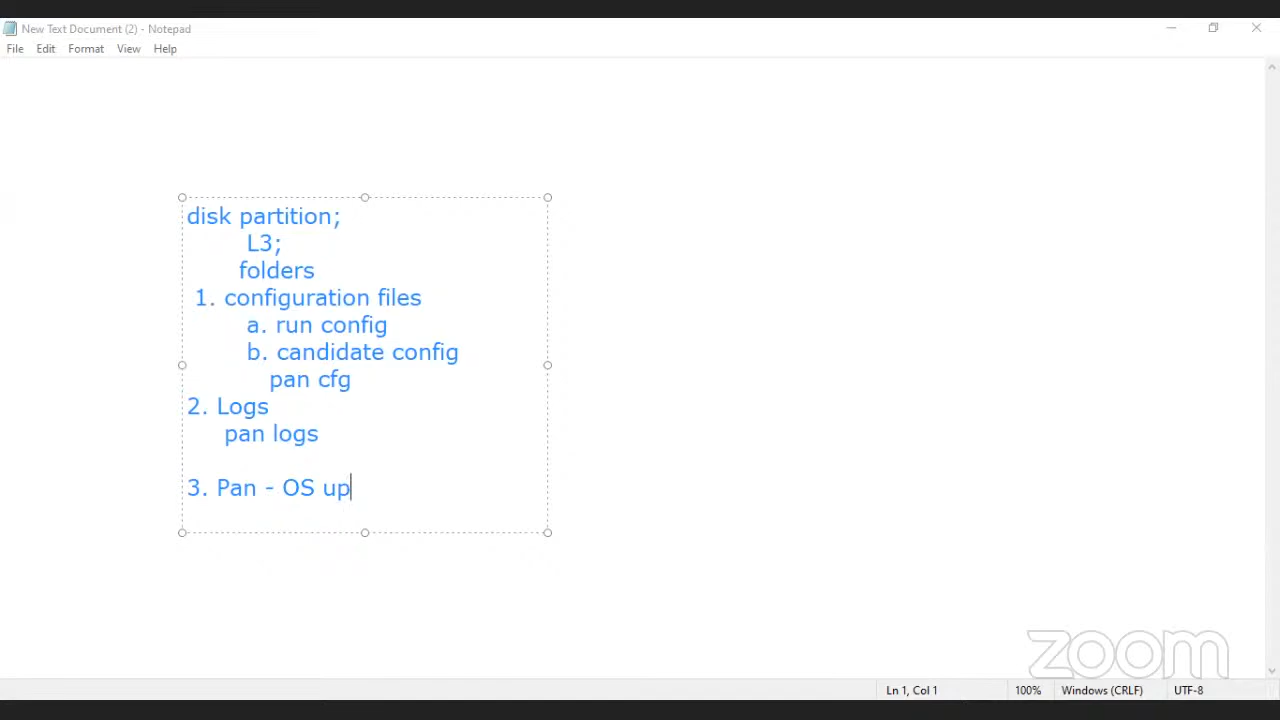 New Text Document (2) - Notepad
File Edit Format View Help
disk partition;
L3;
folders
1. configuration files
a. run config
b. candidate config
pan cfg
2. Logs
pan logs
3. Pan - OS up
zoom
Ln 1, Col 1 100% Windows (CRLF) UTF-8